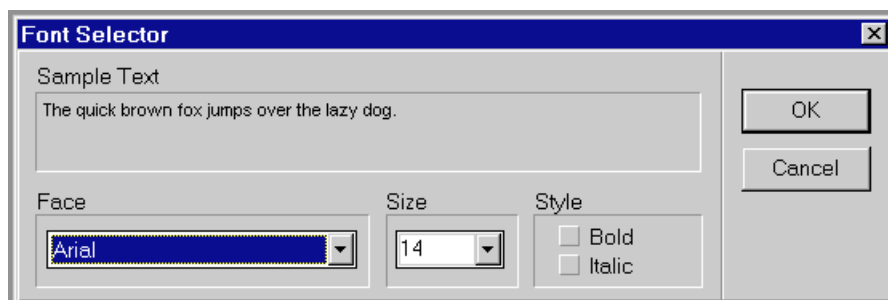 Font Selector
Sample Text
The quick brown fox jumps over the lazy dog.
OK
Cancel
Face
Size
Style
Arial
14
Bold
Italic